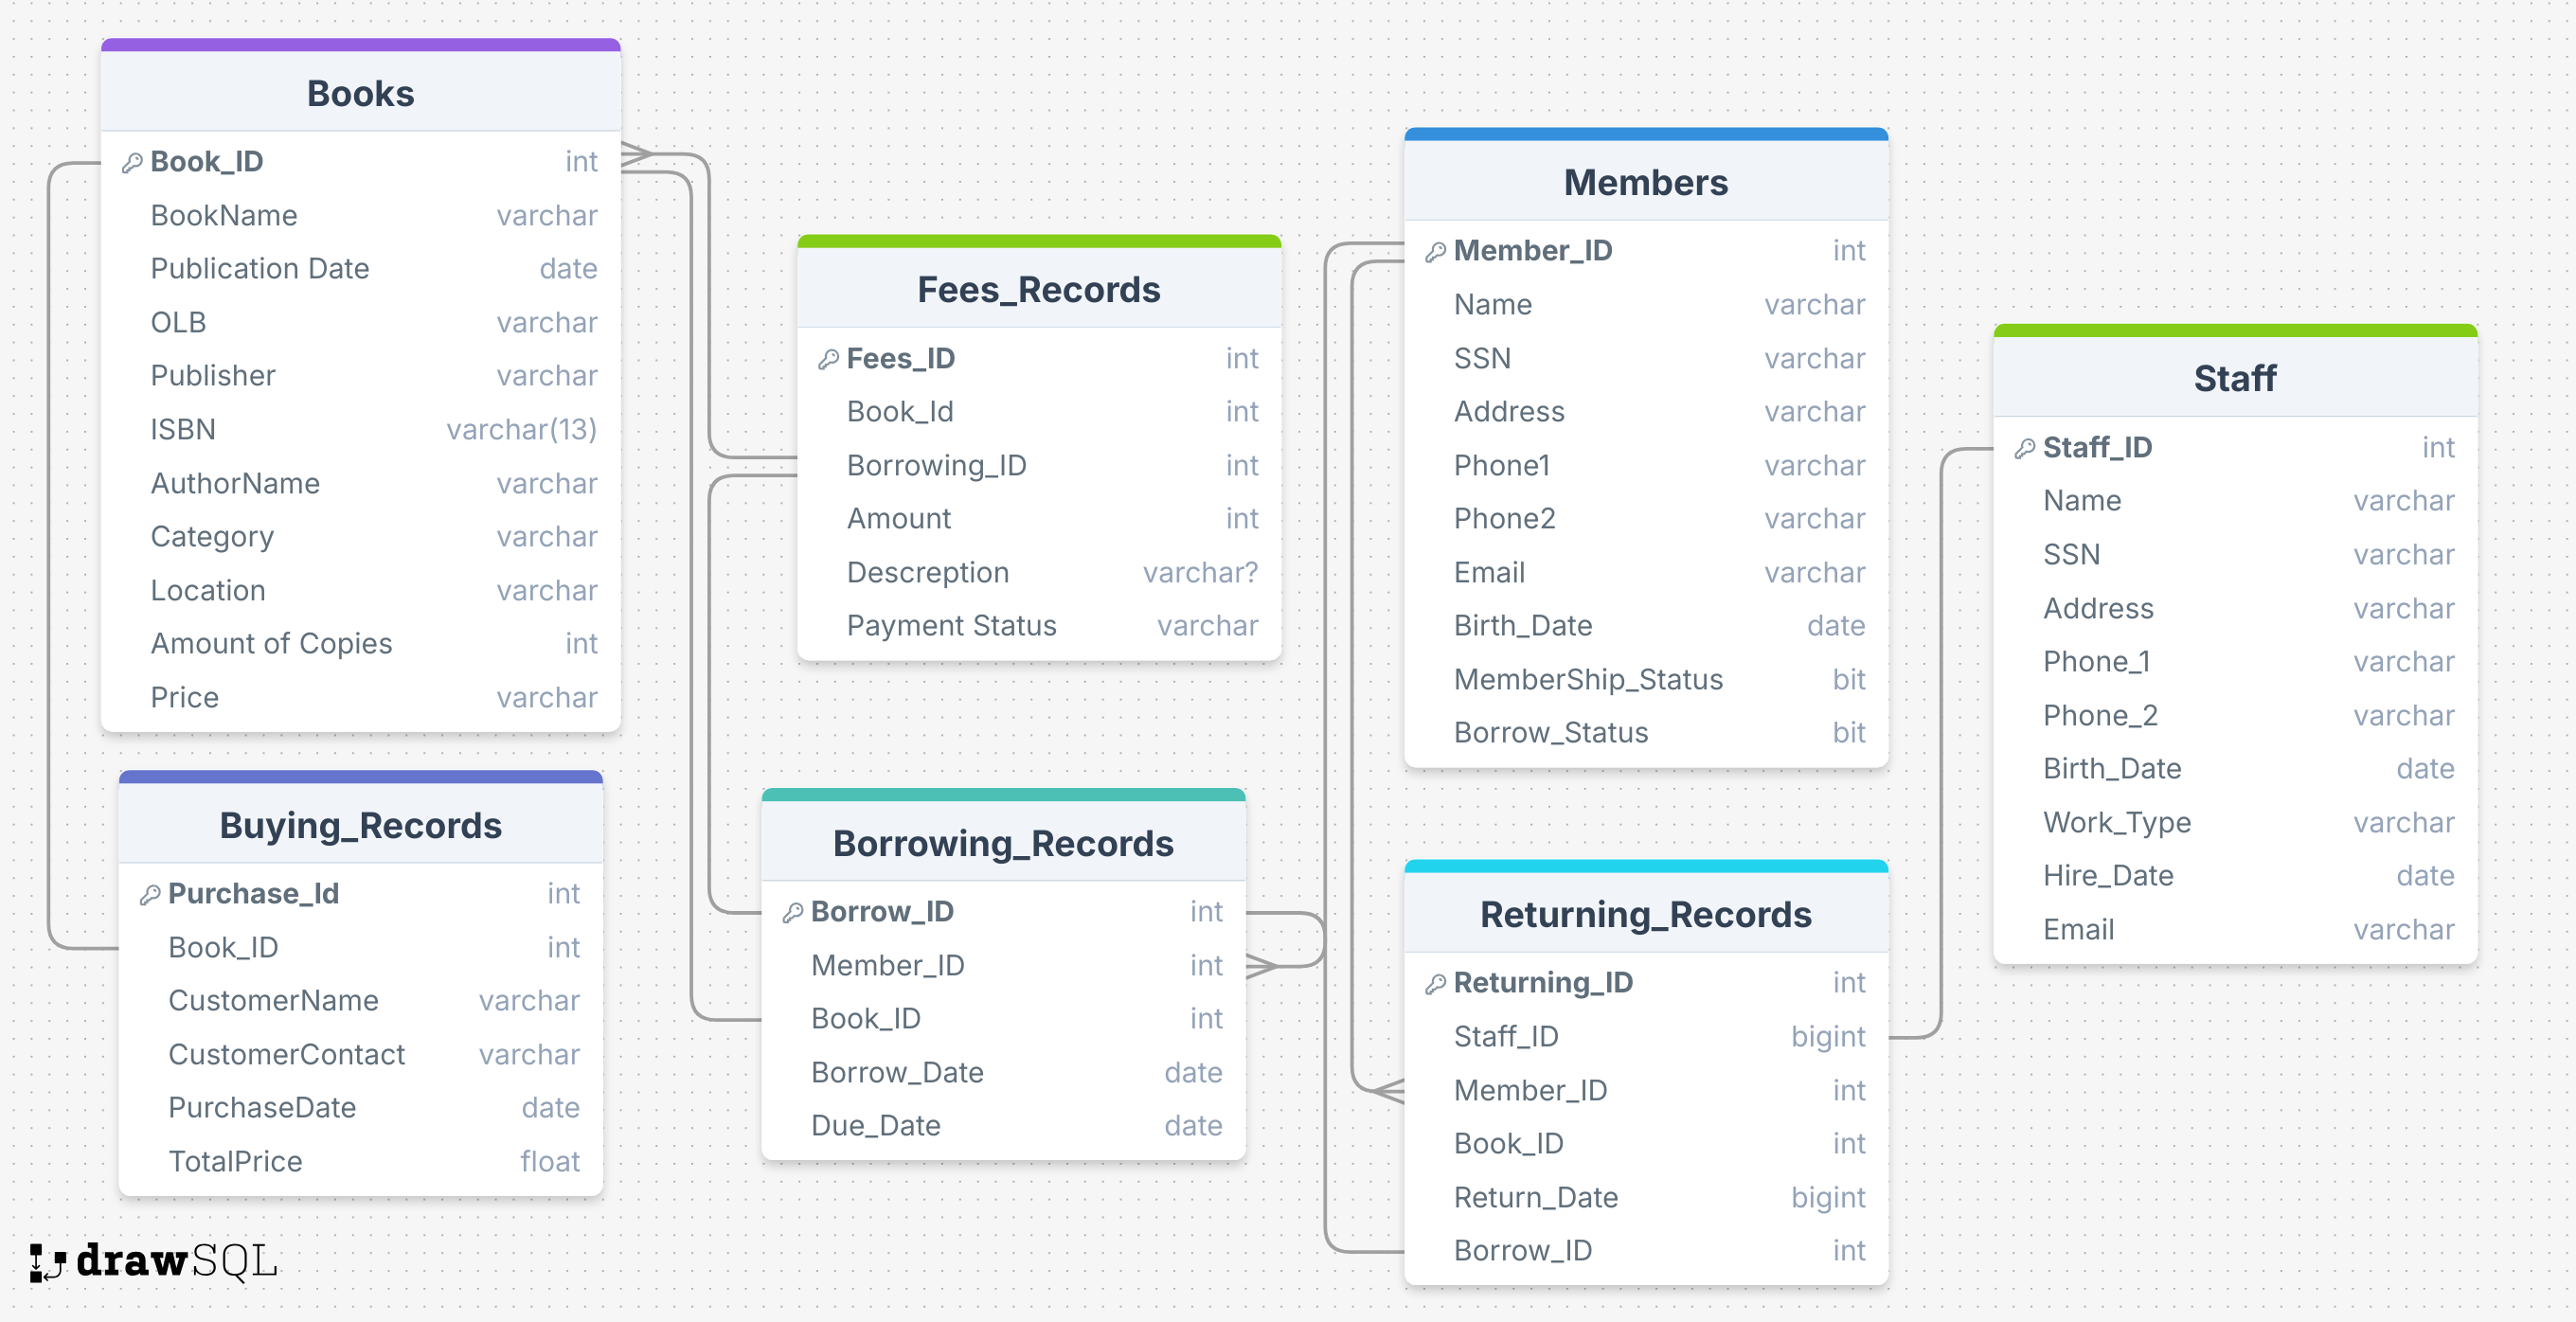 Books
Book_ID int
BookName varchar
Publication Date date
OLB varchar
Publisher varchar
ISBN varchar(13)
AuthorName varchar
Category varchar
Location varchar
Amount of Copies int
Price varchar
Buying_Records
Purchase_Id int
Book_ID int
CustomerName varchar
CustomerContact varchar
PurchaseDate date
TotalPrice float
Fees_Records
Fees_ID int
Book_Id int
Borrowing_ID int
Amount int
Descreption varchar?
Payment Status varchar
Borrowing_Records
Borrow_ID int
Member_ID int
Book_ID int
Borrow_Date date
Due_Date date
Members
Member_ID int
Name varchar
SSN varchar
Address varchar
Phone1 varchar
Phone2 varchar
Email varchar
Birth_Date date
MemberShip_Status bit
Borrow_Status bit
Returning_Records
Returning_ID int
Staff_ID bigint
Member_ID int
Book_ID int
Return_Date bigint
Borrow_ID int
Staff
Staff_ID int
Name varchar
SSN varchar
Address varchar
Phone_1 varchar
Phone_2 varchar
Birth_Date date
Work_Type varchar
Hire_Date date
Email varchar
drawSQL